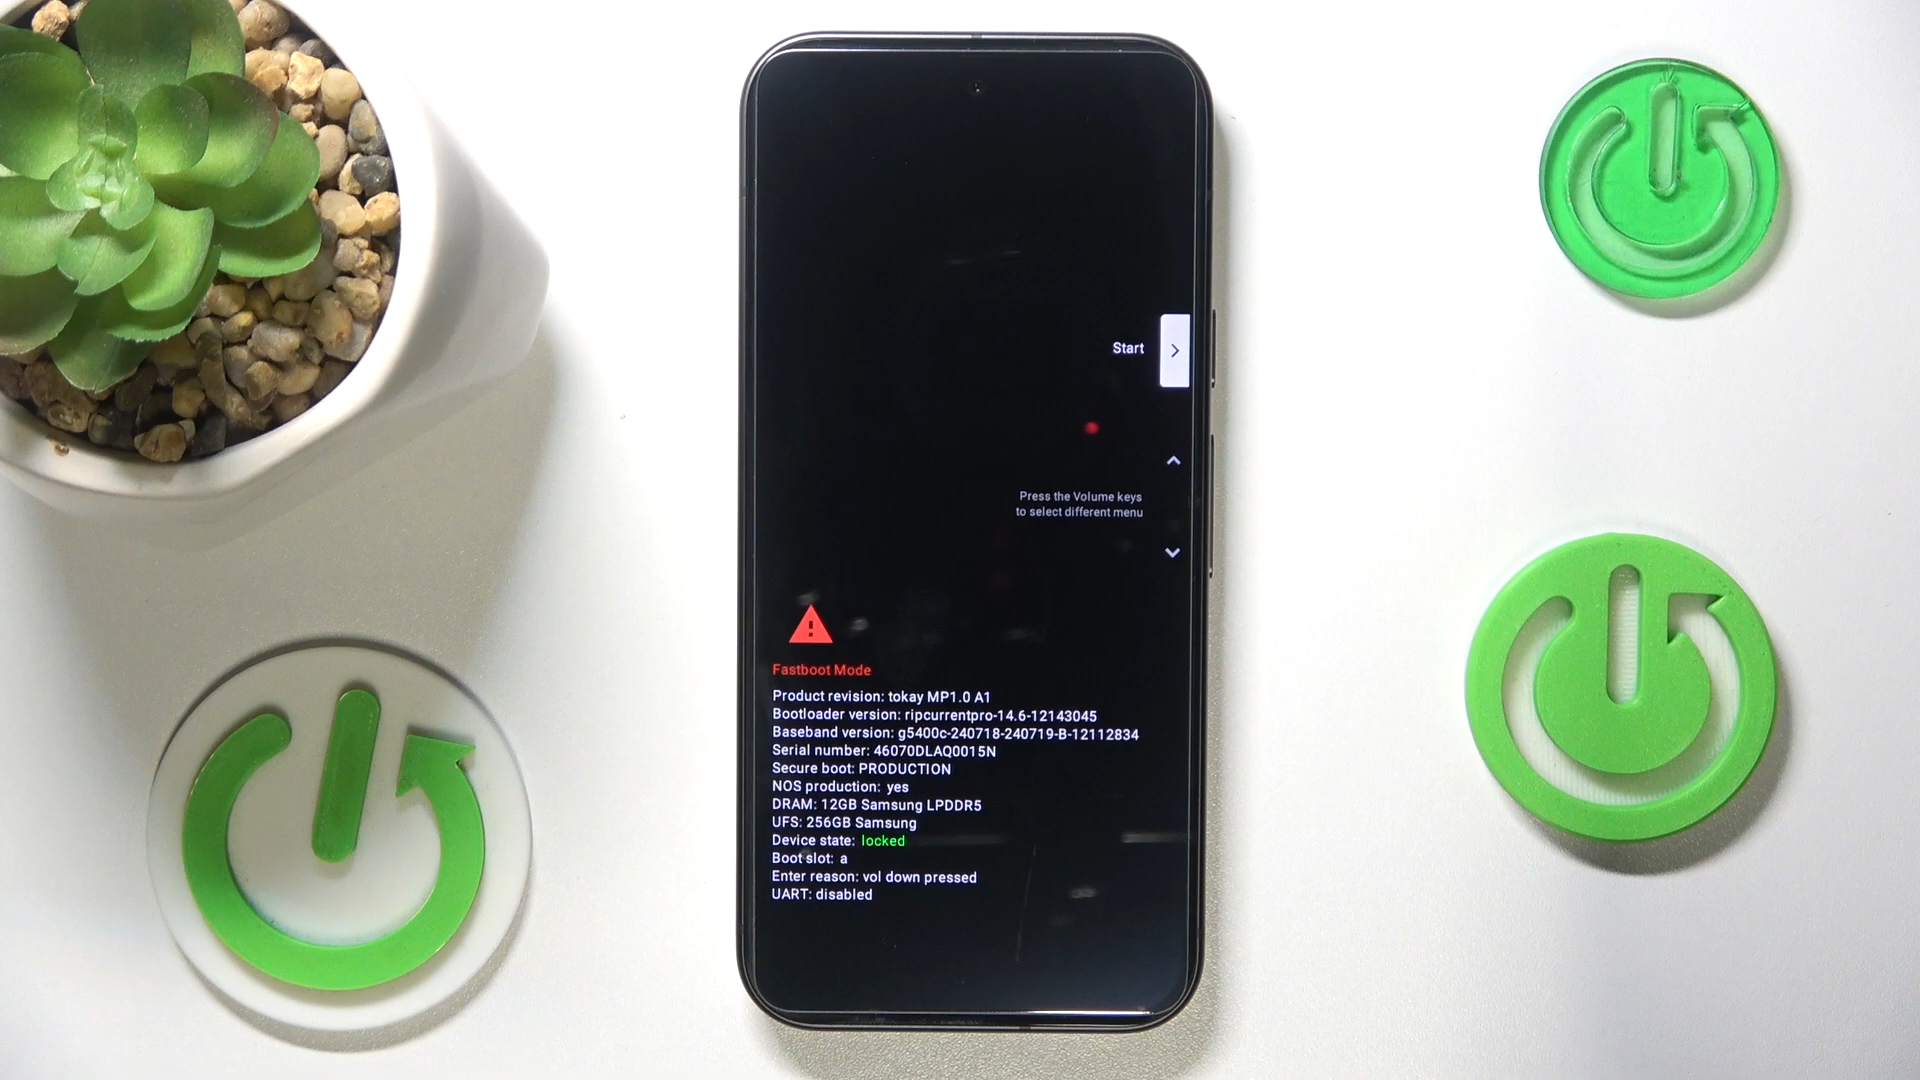 Start
Press the Volume keys
to select different menu
Fastboot Mode
Product revision: tokay MP1.0 A1
Bootloader version: ripcurrentpro-14.6-12143045
Baseband version: g5400c-240718-240719-B-12112834
Serial number: 46070DLAQ0015N
Secure boot: PRODUCTION
NOS production: yes
DRAM: 12GB Samsung LPDDR5
UFS: 256GB Samsung
Device state: locked
Boot slot: a
Enter reason: vol down pressed
UART: disabled